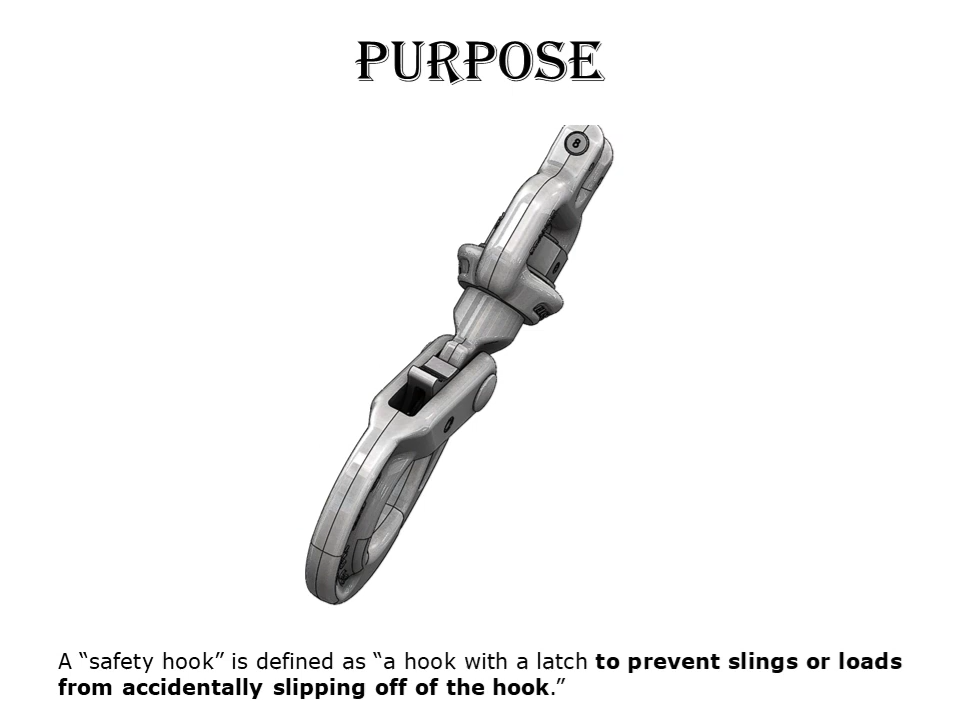 PURPOSE
8
A “safety hook” is defined as “a hook with a latch to prevent slings or loads
from accidentally slipping off of the hook.”